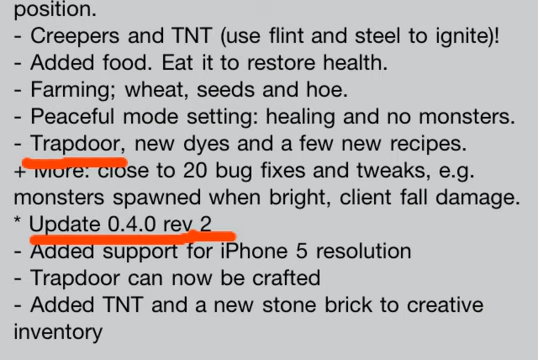 position.
- Creepers and TNT (use flint and steel to ignite)!
- Added food. Eat it to restore health.
- Farming; wheat, seeds and hoe.
- Peaceful mode setting: healing and no monsters.
- Trapdoor, new dyes and a few new recipes.
+ More: close to 20 bug fixes and tweaks, e.g.
monsters spawned when bright, client fall damage.
* Update 0.4.0 rev 2
- Added support for iPhone 5 resolution
- Trapdoor can now be crafted
- Added TNT and a new stone brick to creative
inventory